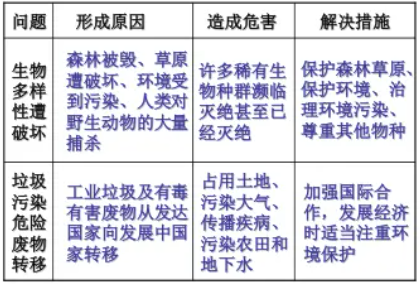 问题 形成原因 造成危害 解决措施
生物
多样
性遭
破坏
森林被毁、草原
遭破坏、环境受
到污染、人类对
野生动物的大量
捕杀
许多稀有生
物种群濒临
灭绝甚至已
经灭绝
保护森林草原、
保护环境、治
理环境污染、
尊重其他物种
垃圾
污染
危险
废物
转移
工业垃圾及有毒
有害废物从发达
国家向发展中国
家转移
占用土地、
污染大气、
传播疾病、
污染农田和
地下水
加强国际合
作，发展经济
时适当注重环
境保护